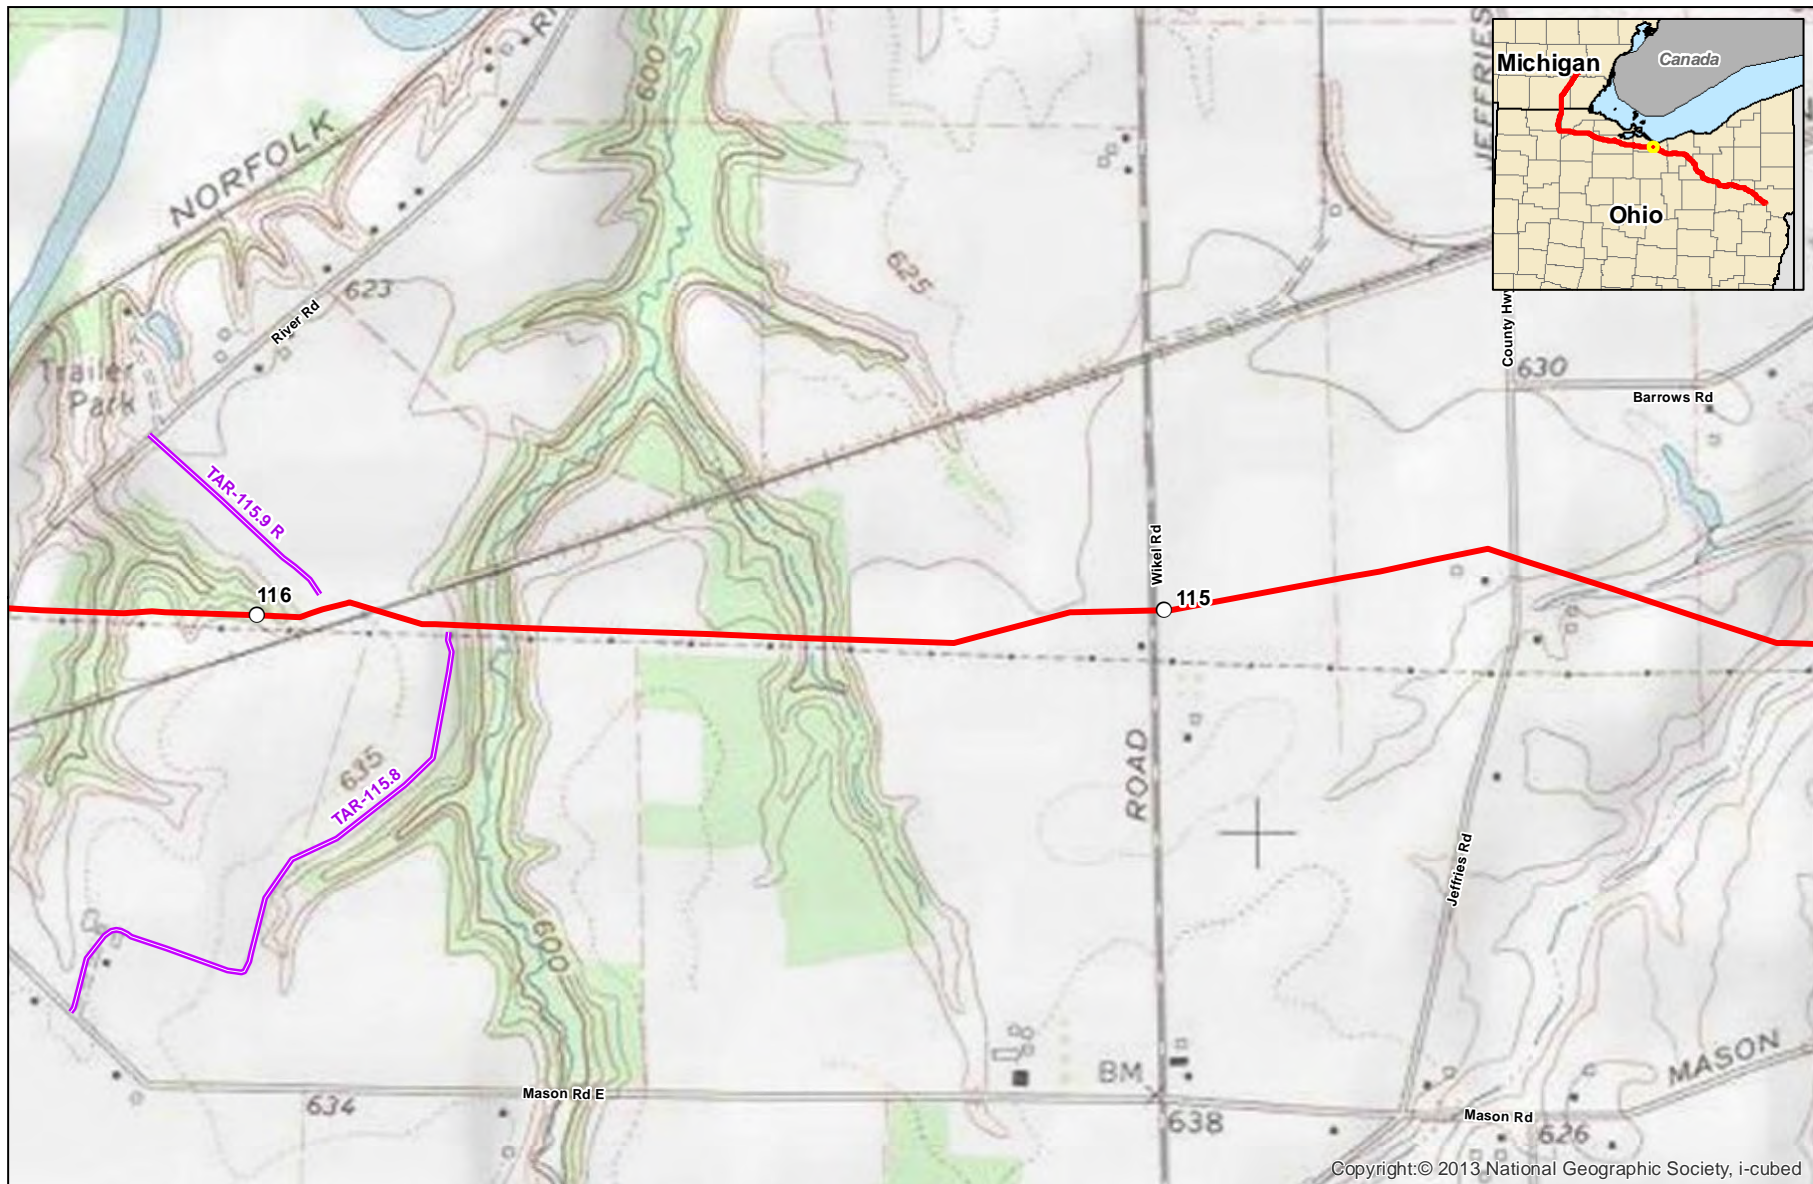 Michigan
Canada
Ohio
600
JEFFRIES
NORFOLK
625
623
River Rd
County Hwy
630
Barrows Rd
Trailer
Park
TAR-115.9 R
Wikel Rd
116
115
635
TAR-115.8
ROAD
Jeffries Rd
600
BM
MASON
Mason Rd E
634
638
Mason Rd
626
Copyright:© 2013 National Geographic Society, i-cubed